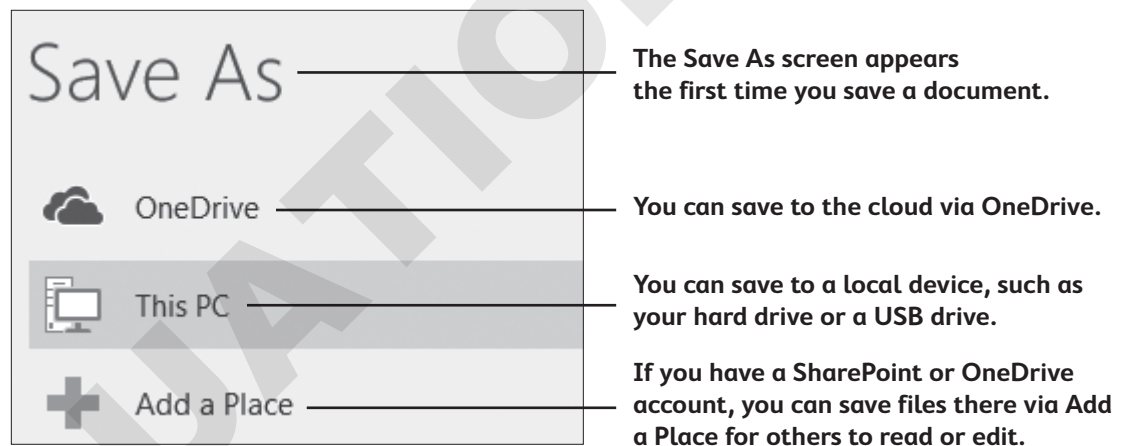 Save As
The Save As screen appears
the first time you save a document.
OneDrive
You can save to the cloud via OneDrive.
This PC
You can save to a local device, such as
your hard drive or a USB drive.
Add a Place
If you have a SharePoint or OneDrive
account, you can save files there via Add
a Place for others to read or edit.